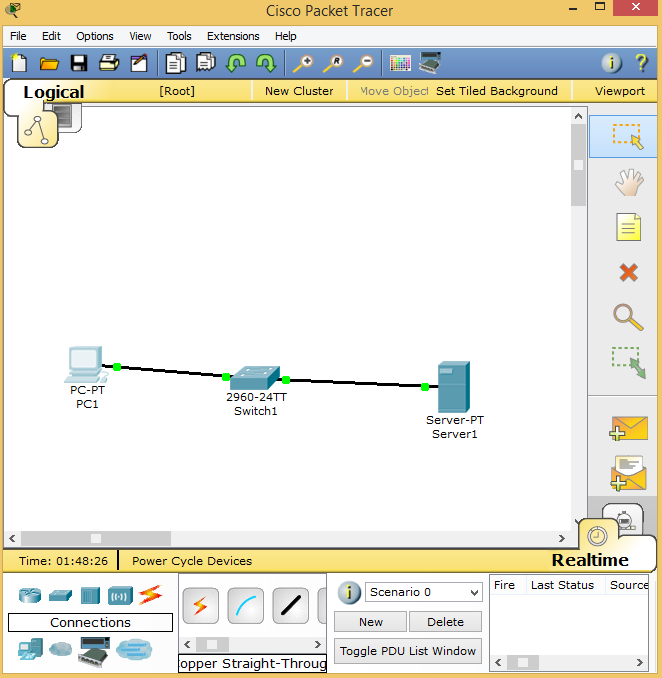 Cisco Packet Tracer
File Edit Options View Tools Extensions Help
Logical [Root] New Cluster Move Object Set Tiled Background Viewport
PC-PT
PC1
2960-24TT
Switch1
Server-PT
Server1
Time: 01:48:26 Power Cycle Devices Realtime
Scenario 0
Fire Last Status Source
Connections
New Delete
Toggle PDU List Window
opper Straight-Throug